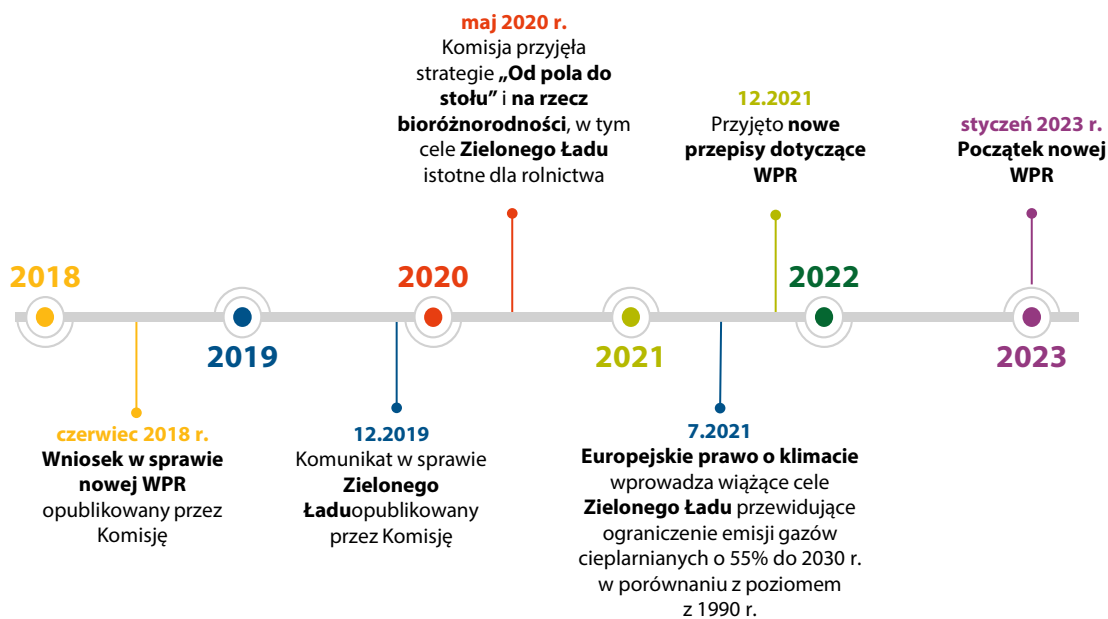 maj 2020 r.
Komisja przyjęła
strategie „Od pola do
stołu” i na rzecz
bioróżnorodności, w tym
cele Zielonego Ładu
istotne dla rolnictwa
12.2021
Przyjęto nowe
przepisy dotyczące
WPR
styczeń 2023 r.
Początek nowej
WPR
2018
2019
2020
2021
2022
2023
czerwiec 2018 r.
Wniosek w sprawie
nowej WPR
opublikowany przez
Komisję
12.2019
Komunikat w sprawie
Zielonego
Ładuopublikowany
przez Komisję
7.2021
Europejskie prawo o klimacie
wprowadza wiążące cele
Zielonego Ładu przewidujące
ograniczenie emisji gazów
cieplarnianych o 55% do 2030 r.
w porównaniu z poziomem
z 1990 r.